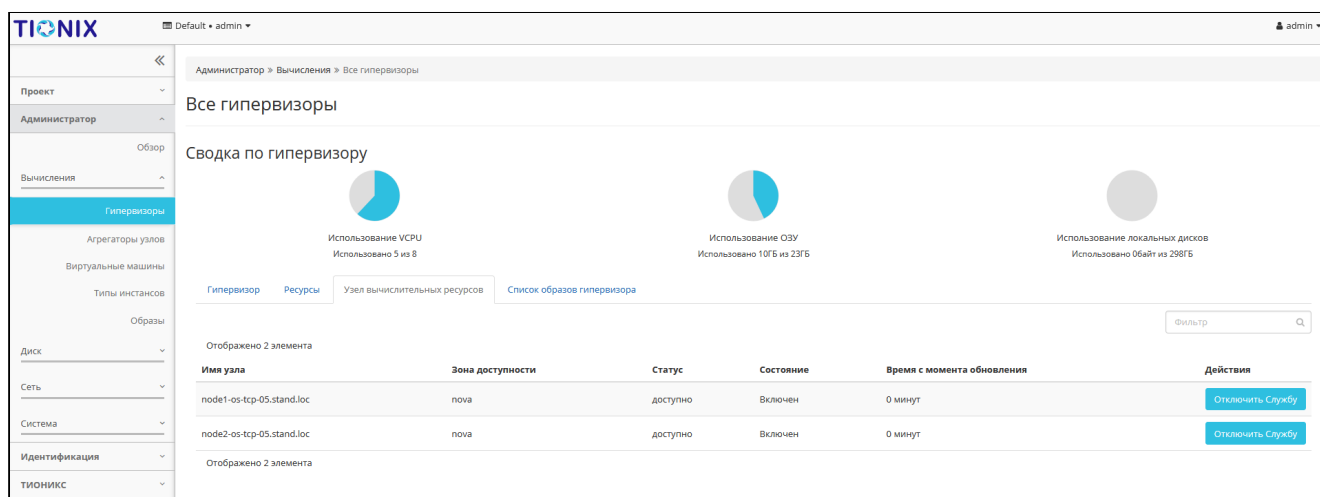 TIONIX
Default • admin
admin
«
Администратор » Вычисления » Все гипервизоры
Проект
Администратор
Обзор
Вычисления
Гипервизоры
Агрегаторы узлов
Виртуальные машины
Типы инстансов
Образы
Диск
Сеть
Система
Идентификация
ТИОНИКС
Все гипервизоры
Сводка по гипервизору
Использование VCPU
Использовано 5 из 8
Использование ОЗУ
Использовано 10ГБ из 23ГБ
Использование локальных дисков
Использовано 0байт из 298ГБ
Гипервизор Ресурсы Узел вычислительных ресурсов Список образов гипервизора
Фильтр
Отображено 2 элемента
Имя узла Зона доступности Статус Состояние Время с момента обновления Действия
node1-os-tcp-05.stand.loc nova доступно Включен 0 минут Отключить Службу
node2-os-tcp-05.stand.loc nova доступно Включен 0 минут Отключить Службу
Отображено 2 элемента